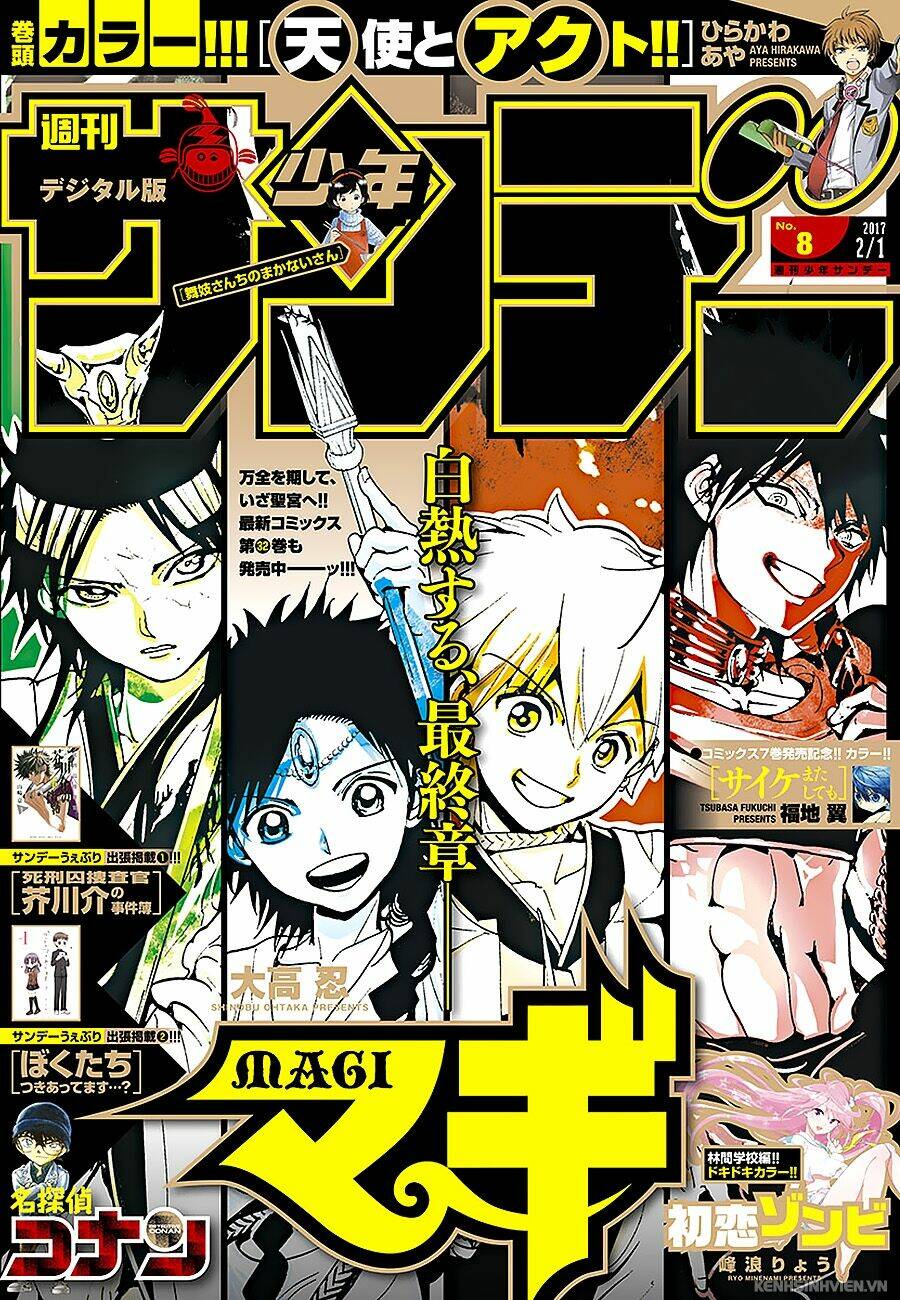 巻頭カラー!!![天使とアクト!!]
ひらかわあや
AYA HIRAKAWA PRESENTS
週刊
少年
サンデー
デジタル版
[舞妓さんちのまかないさん]
No.8
2017
2/1
週刊少年サンデー
万全を期して、
いざ聖宮へ!!
最新コミックス
第32巻も
発売中――ッ!!!
白熱する、最終章――
コミックス7巻発売記念!! カラー!!
[サイケまたしても]
TSUBASA FUKUCHI PRESENTS
福地 翼
サンデーうぇぶり 出張掲載①!!!
[死刑囚捜査官
芥川介の事件簿]
サンデーうぇぶり 出張掲載②!!!
[ぼくたち
つきあってます…?]
大高 忍
SHINOBU OHTAKA PRESENTS
MAGI
マギ
名探偵
コナン
DETECTIVE CONAN
林間学校編!!
ドキドキカラー!!
初恋ゾンビ
峰浪りょう
RYO MINENAMI PRESENTS
KENHSINHVIEN.VN